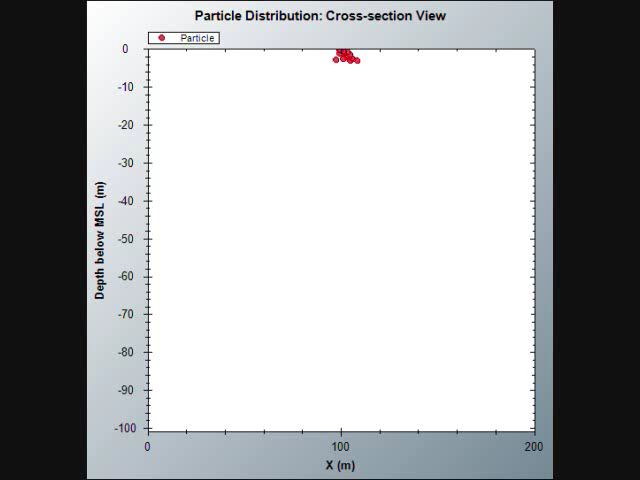 Particle Distribution: Cross-section View
Particle
0
-10
-20
-30
-40
-50
-60
-70
-80
-90
-100
Depth below MSL (m)
0 100 200
X (m)